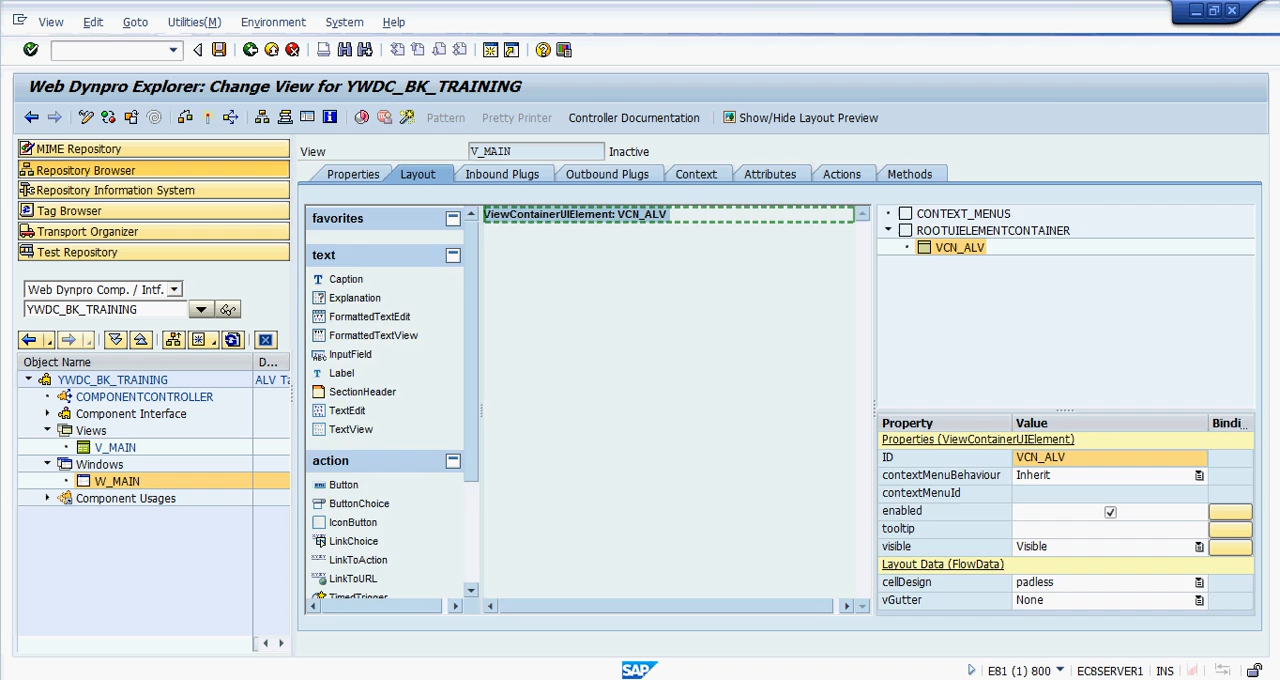 View Edit Goto Utilities(M) Environment System Help
Web Dynpro Explorer: Change View for YWDC_BK_TRAINING
Pattern Pretty Printer Controller Documentation Show/Hide Layout Preview
MIME Repository
Repository Browser
Repository Information System
Tag Browser
Transport Organizer
Test Repository
Web Dynpro Comp. / Intf.
YWDC_BK_TRAINING
Object Name D...
YWDC_BK_TRAINING ALV Ta
COMPONENTCONTROLLER
Component Interface
Views
V_MAIN
Windows
W_MAIN
Component Usages
View V_MAIN Inactive
Properties Layout Inbound Plugs Outbound Plugs Context Attributes Actions Methods
favorites
text
Caption
Explanation
FormattedTextEdit
FormattedTextView
InputField
Label
SectionHeader
TextEdit
TextView
action
Button
ButtonChoice
IconButton
LinkChoice
LinkToAction
LinkToURL
TimedTrigger
ViewContainerUIElement: VCN_ALV
CONTEXT_MENUS
ROOTUIELEMENTCONTAINER
VCN_ALV
Property Value Bindi...
Properties (ViewContainerUIElement)
ID VCN_ALV
contextMenuBehaviour Inherit
contextMenuId
enabled
tooltip
visible Visible
Layout Data (FlowData)
cellDesign padless
vGutter None
SAP
E81 (1) 800 EC8SERVER1 INS